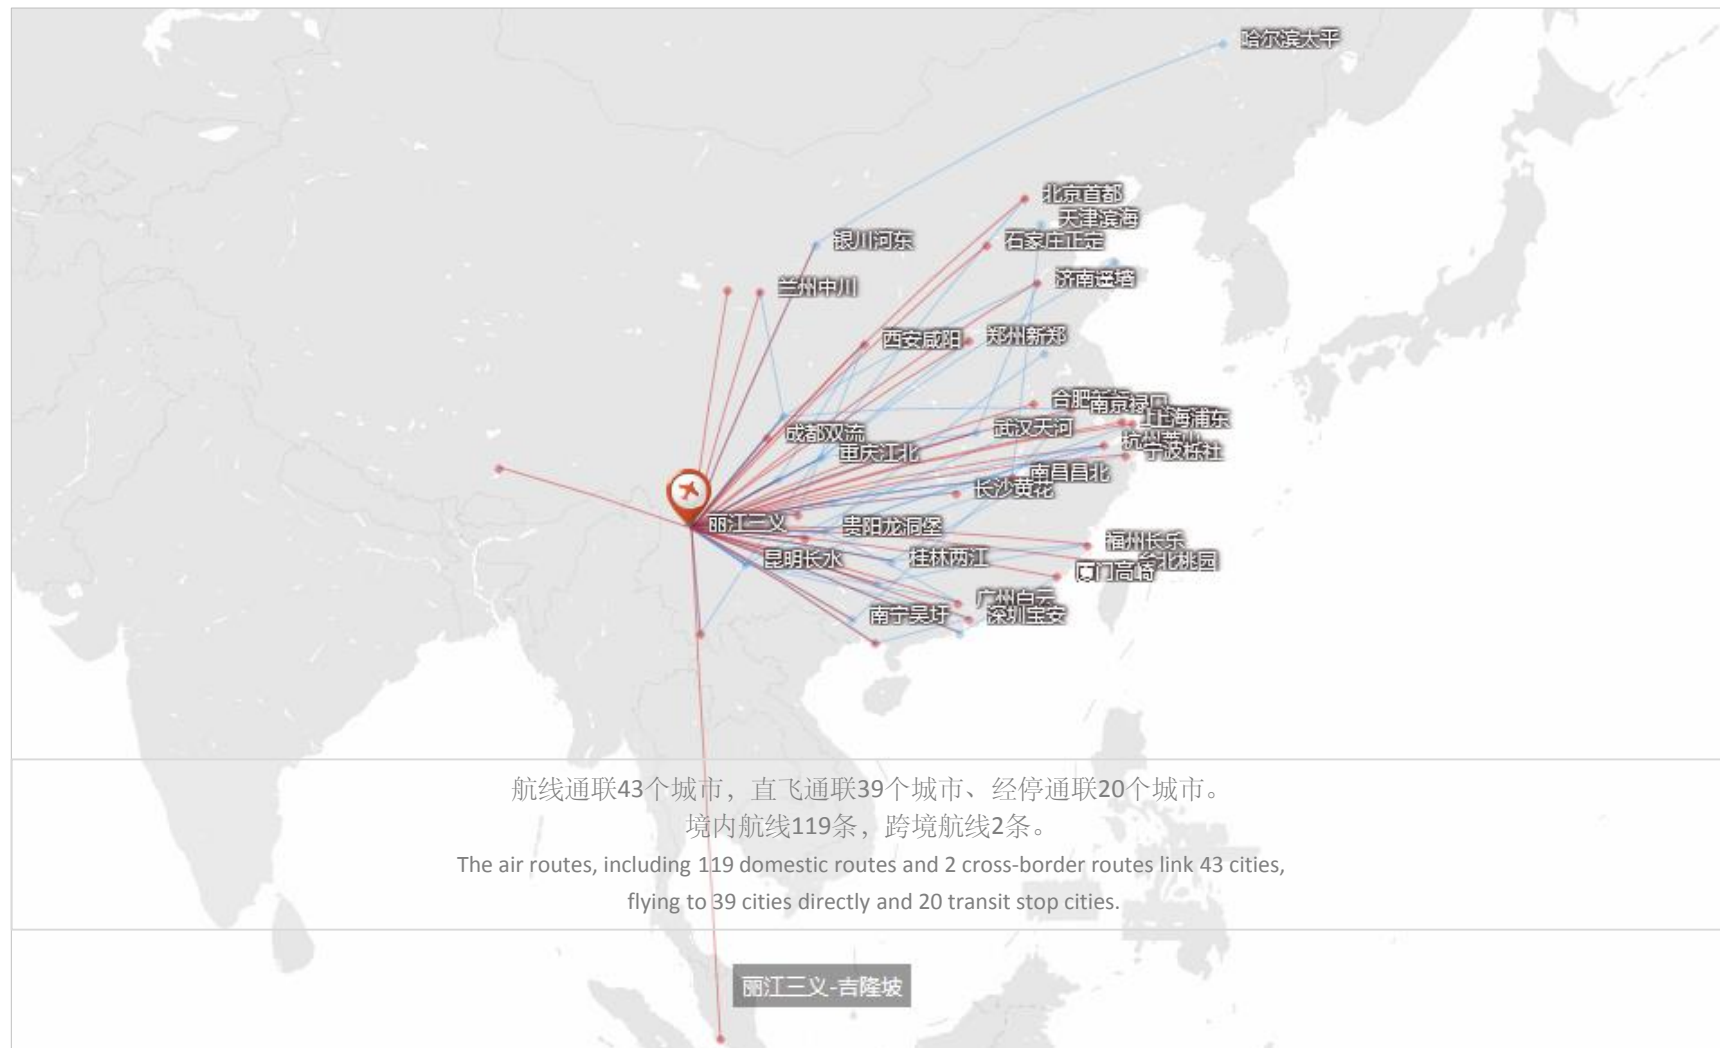 哈尔滨太平
北京首都
天津滨海
银川河东
石家庄正定
济南遥墙
兰州中川
西安咸阳
郑州新郑
合肥
南京禄口
上海浦东
武汉天河
成都双流
杭州萧山
宁波栎社
重庆江北
南昌昌北
长沙黄花
丽江三义
贵阳龙洞堡
福州长乐
昆明长水
桂林两江
台北桃园
厦门高崎
广州白云
南宁吴圩
深圳宝安
航线通联43个城市，直飞通联39个城市、经停通联20个城市。
境内航线119条，跨境航线2条。
The air routes, including 119 domestic routes and 2 cross-border routes link 43 cities,
flying to 39 cities directly and 20 transit stop cities.
丽江三义-吉隆坡